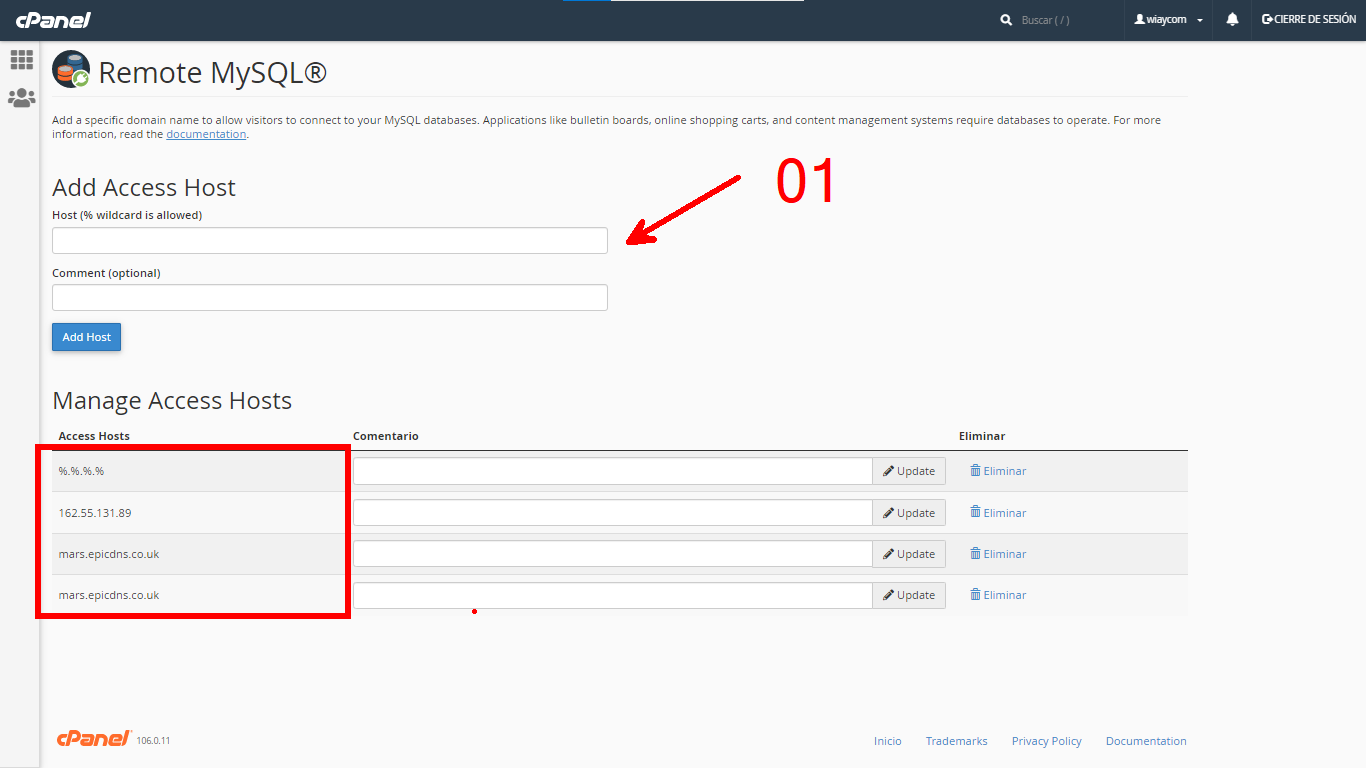 cPanel
Buscar ( / )
wiaycom
CIERRE DE SESIÓN
Remote MySQL®
Add a specific domain name to allow visitors to connect to your MySQL databases. Applications like bulletin boards, online shopping carts, and content management systems require databases to operate. For more
information, read the documentation.
01
Add Access Host
Host (% wildcard is allowed)
Comment (optional)
Add Host
Manage Access Hosts
Access Hosts Comentario Eliminar
%.%.%.% Update Eliminar
162.55.131.89 Update Eliminar
mars.epicdns.co.uk Update Eliminar
mars.epicdns.co.uk Update Eliminar
cPanel 106.0.11
Inicio Trademarks Privacy Policy Documentation